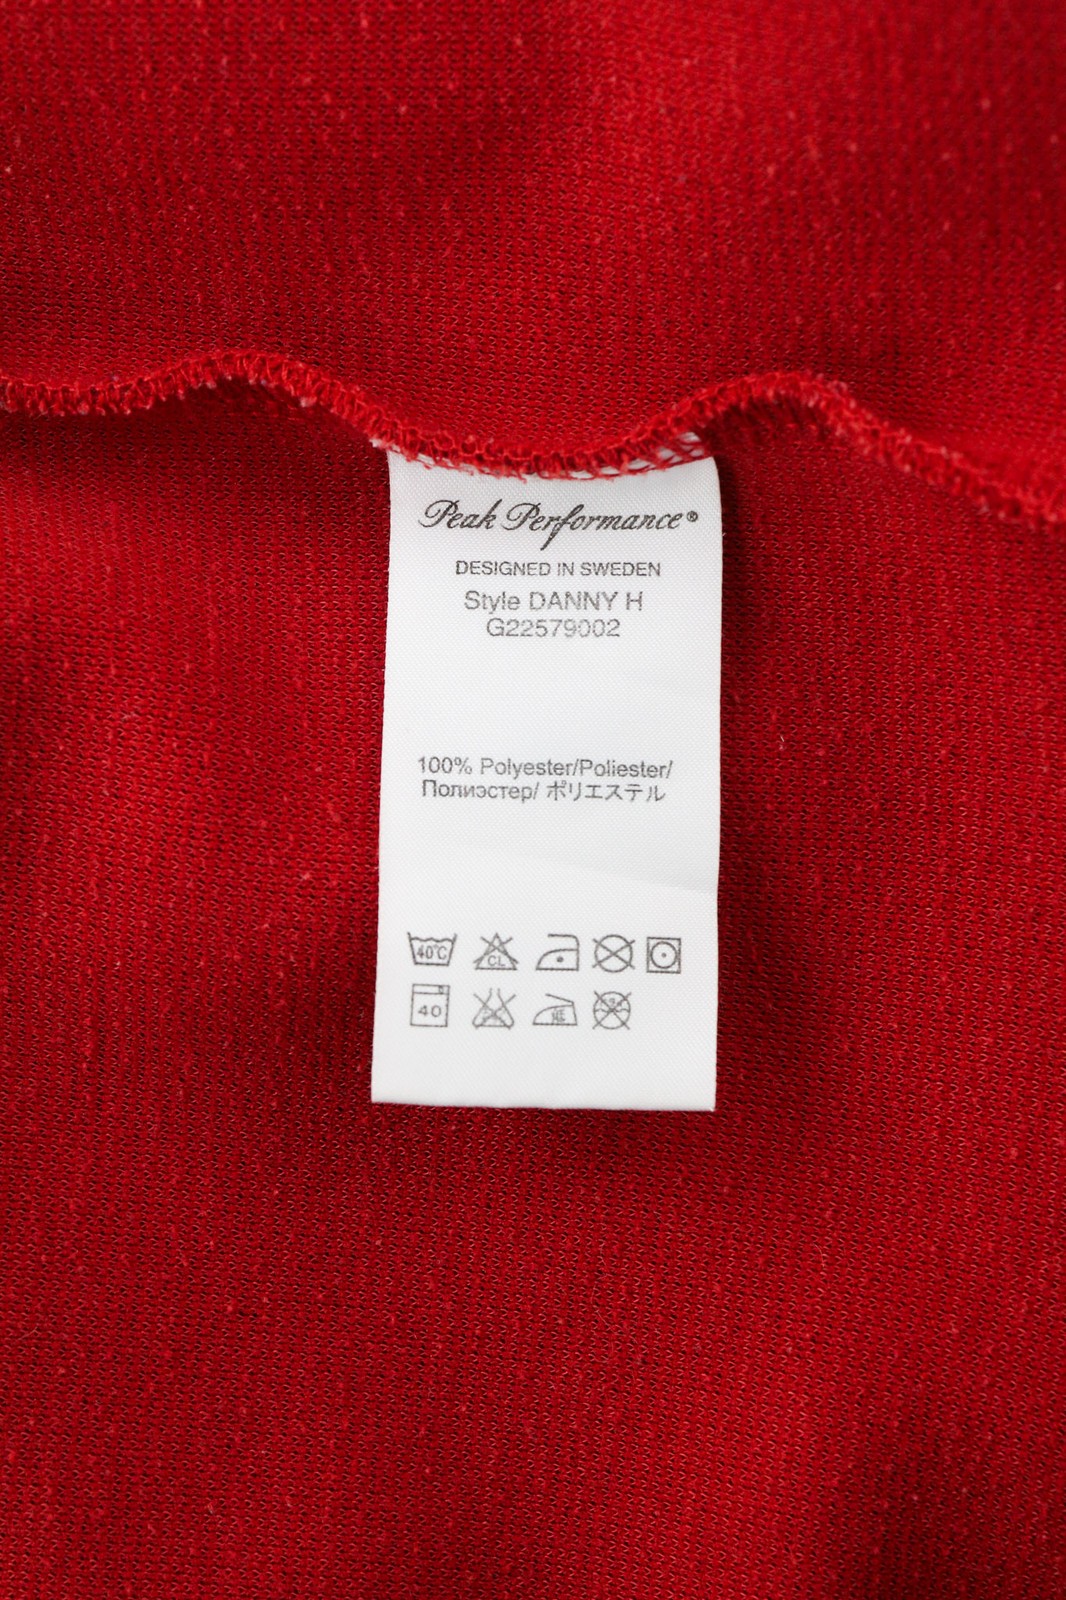 Peak Performance®
DESIGNED IN SWEDEN
Style DANNY H
G22579002
100% Polyester/Poliester/
Полиэстер/ ポリエステル
40°C CL
40